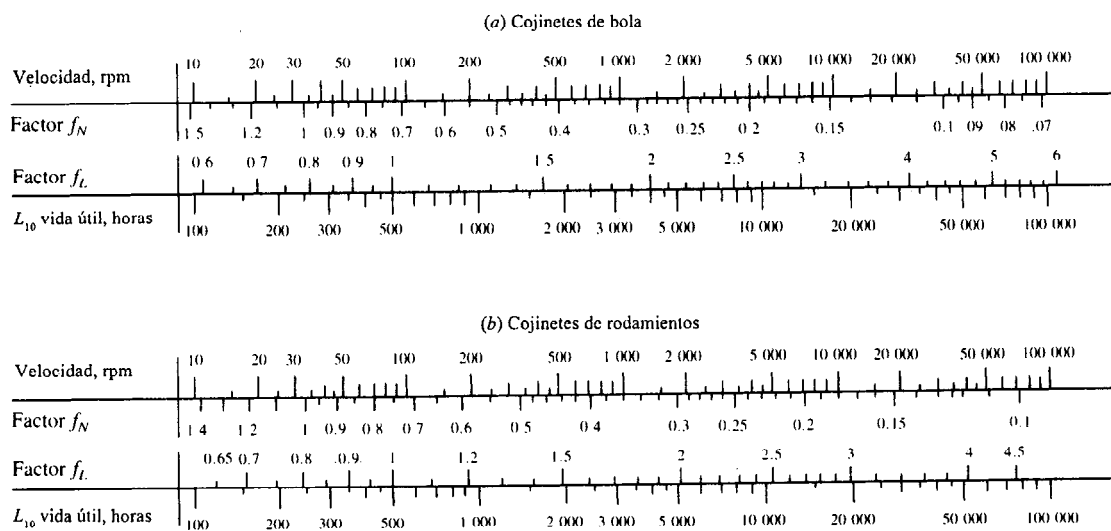 (a) Cojinetes de bola
Velocidad, rpm 10 20 30 50 100 200 500 1 000 2 000 5 000 10 000 20 000 50 000 100 000
Factor f_N 1 5 1.2 1 0.9 0.8 0.7 0.6 0.5 0.4 0.3 0.25 0.2 0.15 0.1 09 08 .07
Factor f_L 0 6 0.7 0.8 0 9 1 1 5 2 2.5 3 4 5 6
L_10 vida útil, horas 100 200 300 500 1 000 2 000 3 000 5 000 10 000 20 000 50 000 100 000
(b) Cojinetes de rodamientos
Velocidad, rpm 10 20 30 50 100 200 500 1 000 2 000 5 000 10 000 20 000 50 000 100 000
Factor f_N 1 4 1.2 1 0.9 0 8 0.7 0.6 0.5 0 4 0.3 0.25 0.2 0.15 0.1
Factor f_L 0.65 0.7 0.8 .0.9. 1 1.2 1.5 2 2.5 3 4 4.5
L_10 vida útil, horas 100 200 300 500 1 000 2 000 3 000 5 000 10 000 20 000 50 000 100 000